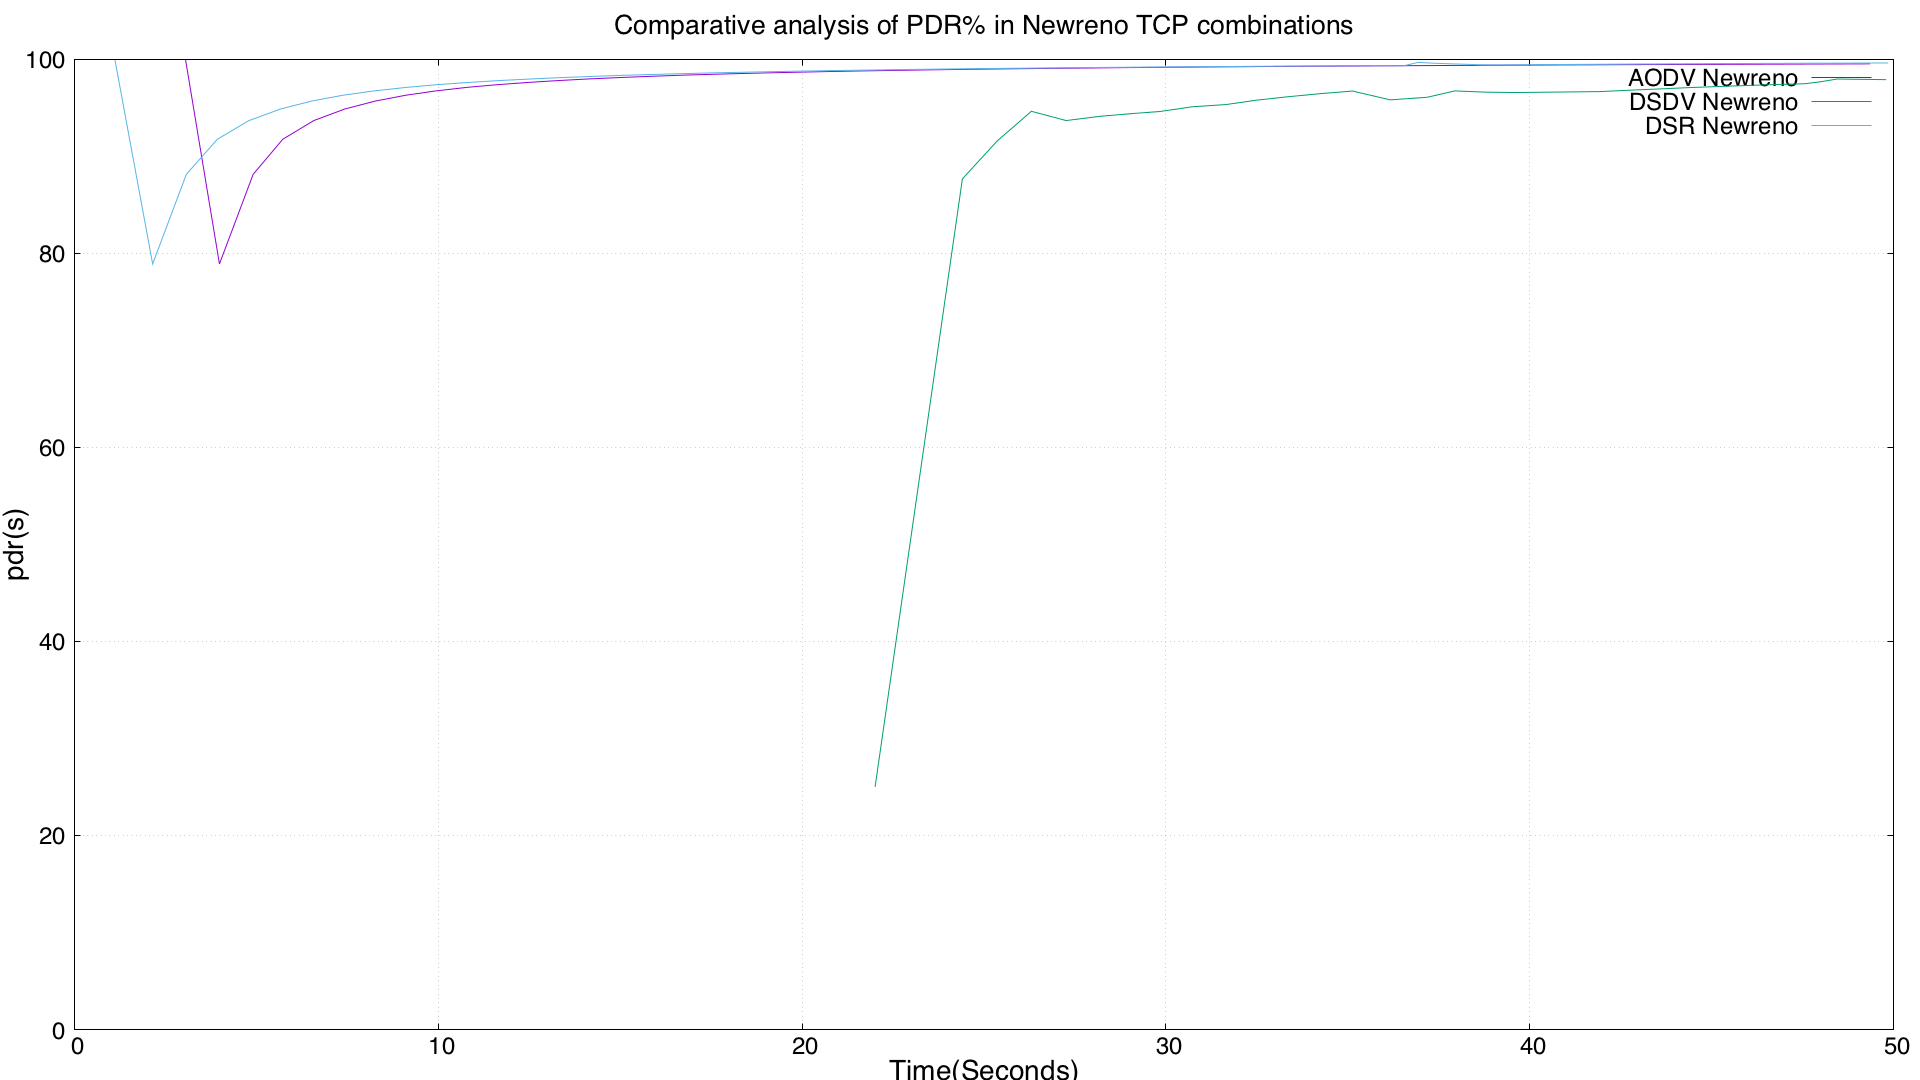 Comparative analysis of PDR% in Newreno TCP combinations
100
80
60
40
20
0
pdr(s)
AODV Newreno
DSDV Newreno
DSR Newreno
0 10 20 30 40 50
Time(Seconds)